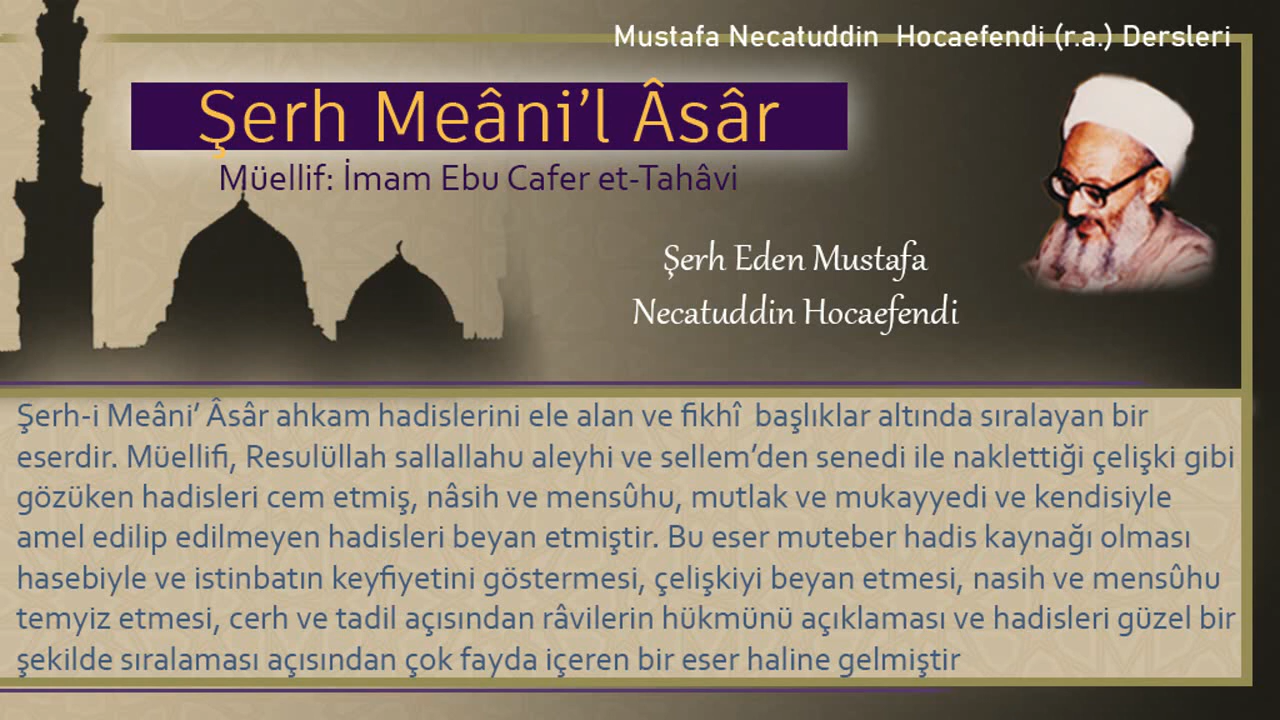 Mustafa Necatuddin Hocaefendi (r.a.) Dersleri
Şerh Meâni’l Âsâr
Müellif: İmam Ebu Cafer et-Tahâvi
Şerh Eden Mustafa
Necatuddin Hocaefendi
Şerh-i Meâni’ Âsâr ahkam hadislerini ele alan ve fikhî başlıklar altında sıralayan bir
eserdir. Müellifi, Resulüllah sallallahu aleyhi ve sellem’den senedi ile naklettiği çelişki gibi
gözüken hadisleri cem etmiş, nâsih ve mensûhu, mutlak ve mukayyedi ve kendisiyle
amel edilip edilmeyen hadisleri beyan etmiştir. Bu eser muteber hadis kaynağı olması
hasebiyle ve istinbatın keyfiyetini göstermesi, çelişkiyi beyan etmesi, nasih ve mensûhu
temyiz etmesi, cerh ve tadil açısından râvilerin hükmünü açıklaması ve hadisleri güzel bir
şekilde sıralaması açısından çok fayda içeren bir eser haline gelmiştir